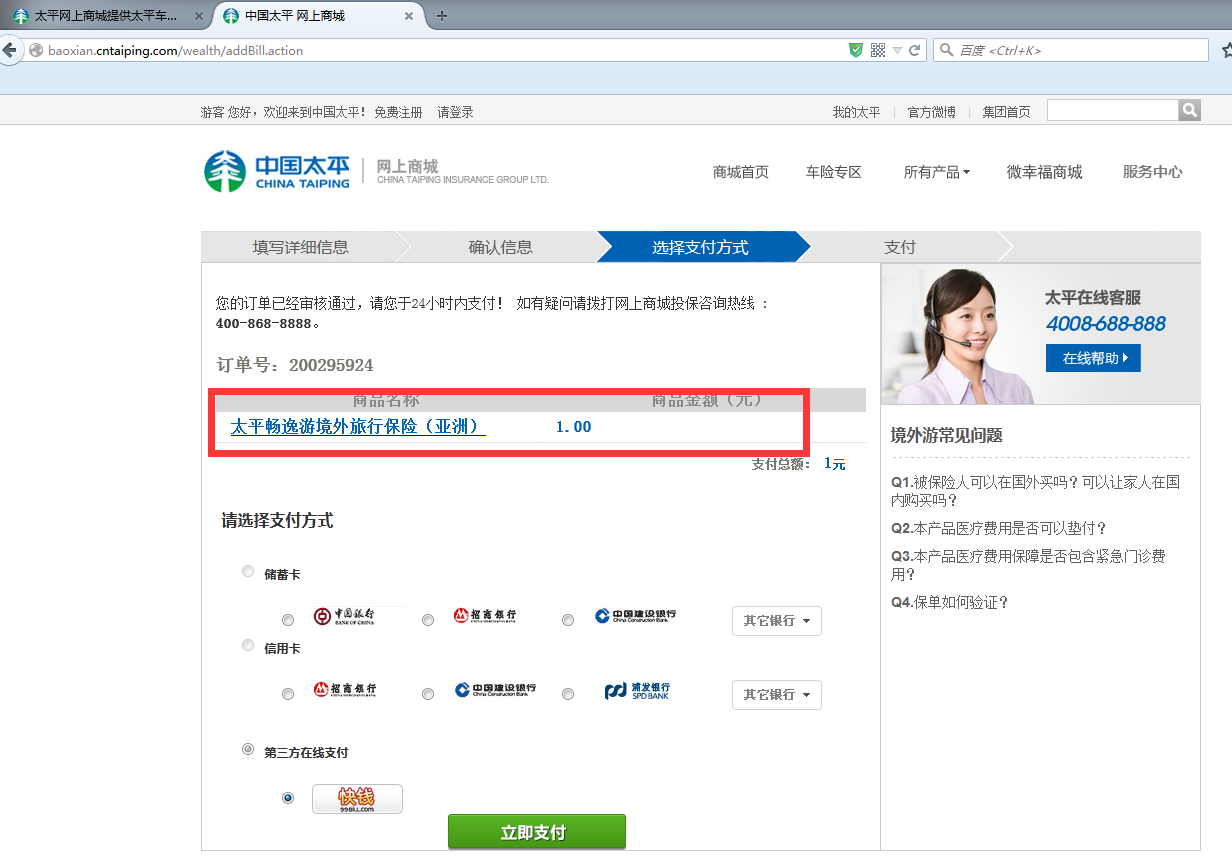 太平网上商城提供太平车...
中国太平 网上商城
baoxian.cntaiping.com/wealth/addBill.action
百度 <Ctrl+K>
游客 您好，欢迎来到中国太平！ 免费注册 请登录
我的太平 官方微博 集团首页
中国太平 网上商城
CHINA TAIPING CHINA TAIPING INSURANCE GROUP LTD.
商城首页 车险专区 所有产品 微幸福商城 服务中心
填写详细信息 确认信息 选择支付方式 支付
您的订单已经审核通过，请您于24小时内支付！ 如有疑问请拨打网上商城投保咨询热线 ：
400-868-8888。
订单号：200295924
商品名称 商品金额（元）
太平畅逸游境外旅行保险（亚洲） 1.00
支付总额： 1元
请选择支付方式
储蓄卡
中国银行 BANK OF CHINA 招商银行 CHINA MERCHANTS BANK 中国建设银行 China Construction Bank 其它银行
信用卡
招商银行 CHINA MERCHANTS BANK 中国建设银行 China Construction Bank 浦发银行 SPD BANK 其它银行
第三方在线支付
快钱
99BILL.COM
立即支付
太平在线客服
4008-688-888
在线帮助
境外游常见问题
Q1.被保险人可以在国外买吗？可以让家人在国
内购买吗？
Q2.本产品医疗费用是否可以垫付？
Q3.本产品医疗费用保障是否包含紧急门诊费
用？
Q4.保单如何验证？